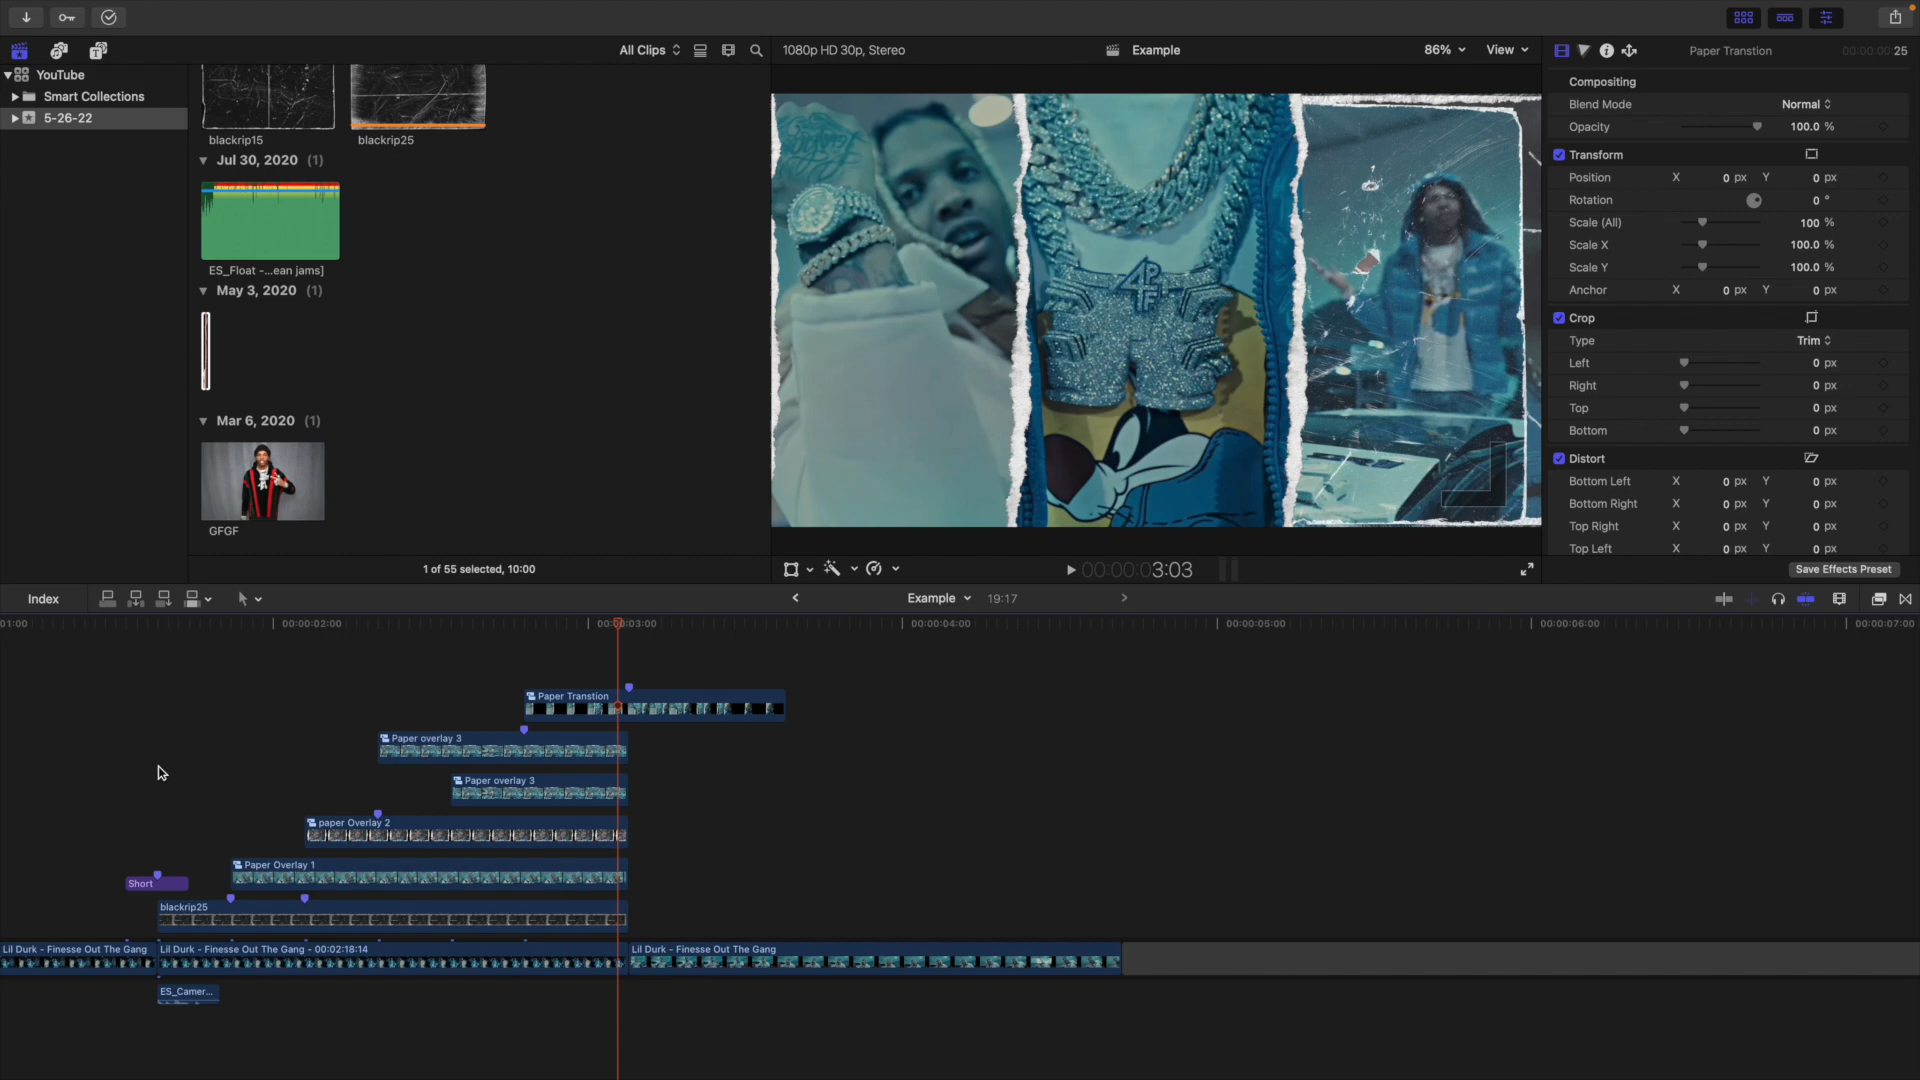 All Clips
1080p HD 30p, Stereo
Example
86%
View
Paper Transtion
00:00:00:25
YouTube
Smart Collections
5-26-22
blackrip15
blackrip25
Jul 30, 2020 (1)
ES_Float -...ean jams]
May 3, 2020 (1)
Mar 6, 2020 (1)
GFGF
1 of 55 selected, 10:00
4PF
00:00:03:03
Compositing
Blend Mode Normal
Opacity 100.0 %
Transform
Position X 0 px Y 0 px
Rotation 0 °
Scale (All) 100 %
Scale X 100.0 %
Scale Y 100.0 %
Anchor X 0 px Y 0 px
Crop
Type Trim
Left 0 px
Right 0 px
Top 0 px
Bottom 0 px
Distort
Bottom Left X 0 px Y 0 px
Bottom Right X 0 px Y 0 px
Top Right X 0 px Y 0 px
Top Left X 0 px Y 0 px
Save Effects Preset
Index
Example
19:17
01:00
00:00:02:00
00:00:03:00
00:00:04:00
00:00:05:00
00:00:06:00
00:00:07:00
Paper Transtion
Paper overlay 3
Paper overlay 3
paper Overlay 2
Paper Overlay 1
Short
blackrip25
Lil Durk - Finesse Out The Gang
Lil Durk - Finesse Out The Gang - 00:02:18:14
Lil Durk - Finesse Out The Gang
ES_Camer...